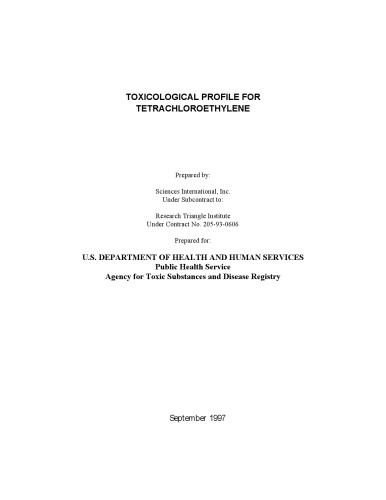 TOXICOLOGICAL PROFILE FOR
TETRACHLOROETHYLENE
Prepared by:
Sciences International, Inc.
Under Subcontract to:
Research Triangle Institute
Under Contract No. 205-93-0606
Prepared for:
U.S. DEPARTMENT OF HEALTH AND HUMAN SERVICES
Public Health Service
Agency for Toxic Substances and Disease Registry
September 1997